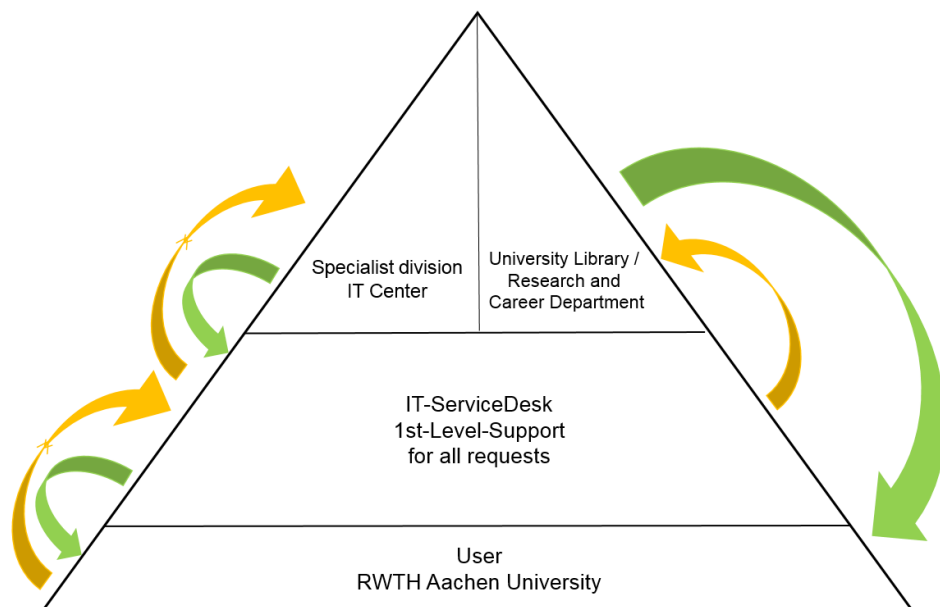 Specialist division
IT Center
University Library /
Research and
Career Department
IT-ServiceDesk
1st-Level-Support
for all requests
User
RWTH Aachen University